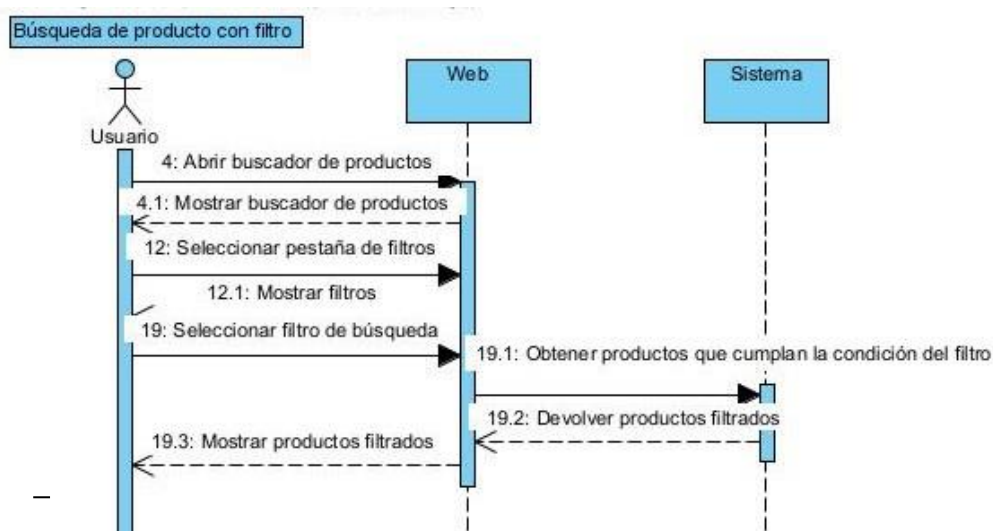 Búsqueda de producto con filtro
Web
Sistema
Usuario
4: Abrir buscador de productos
4.1: Mostrar buscador de productos
12: Seleccionar pestaña de filtros
12.1: Mostrar filtros
19: Seleccionar filtro de búsqueda
19.1: Obtener productos que cumplan la condición del filtro
19.2: Devolver productos filtrados
19.3: Mostrar productos filtrados